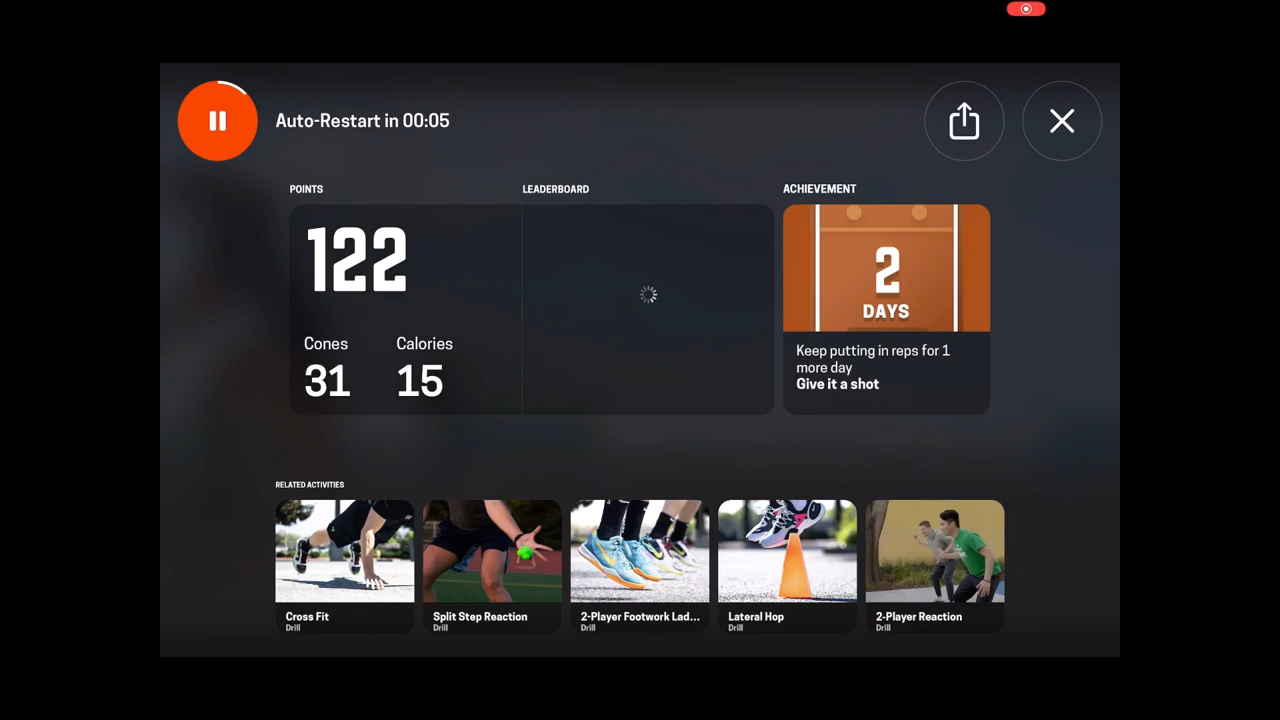 Auto-Restart in 00:05
POINTS
LEADERBOARD
ACHIEVEMENT
122
Cones
Calories
31
15
2
DAYS
Keep putting in reps for 1
more day
Give it a shot
RELATED ACTIVITIES
Cross Fit
Drill
Split Step Reaction
Drill
2-Player Footwork Lad...
Drill
Lateral Hop
Drill
2-Player Reaction
Drill